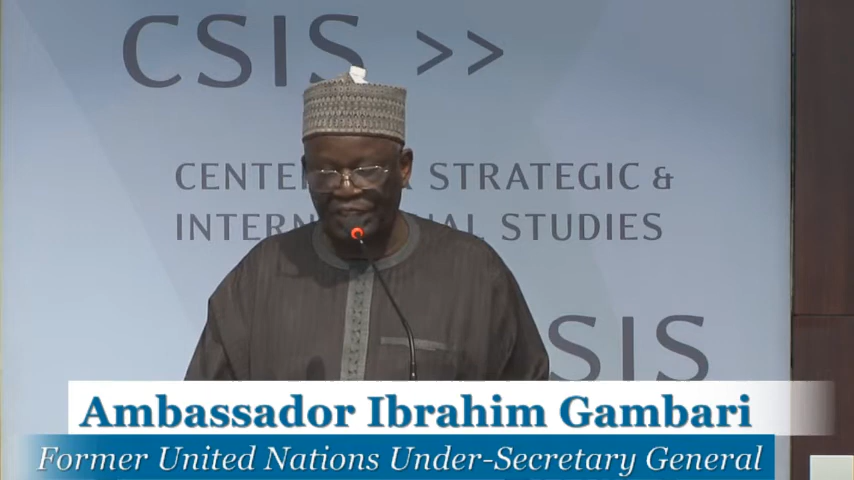 CSIS >>
CENTE & STRATEGIC &
INTERN AL STUDIES
SIS
Ambassador Ibrahim Gambari
Former United Nations Under-Secretary General